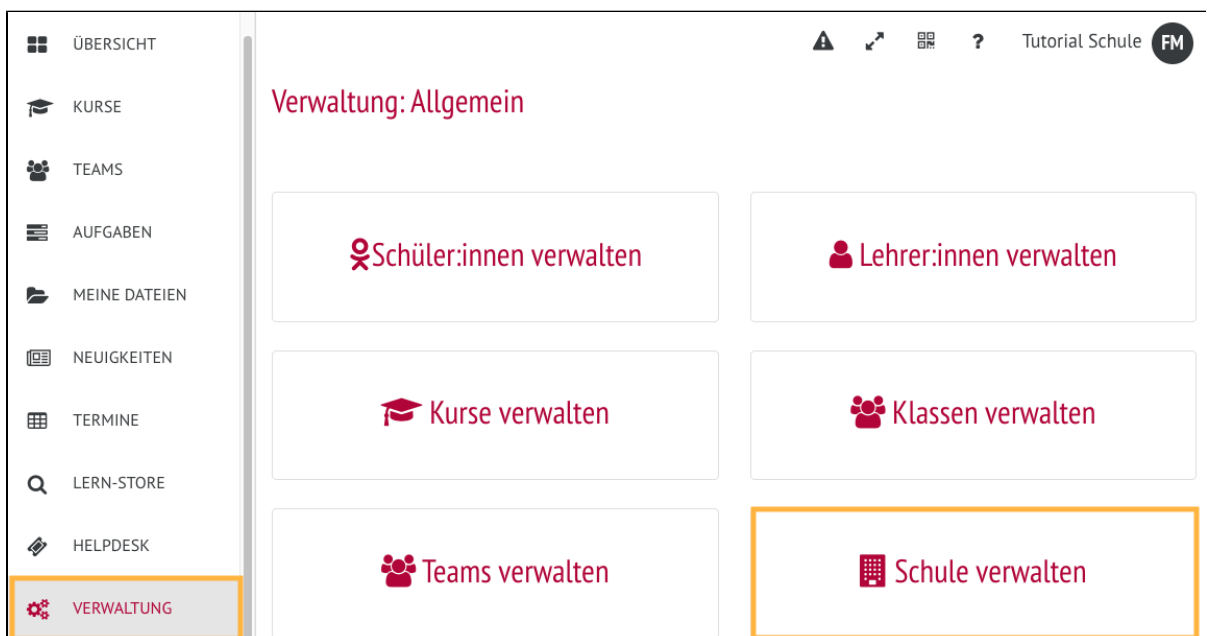 ÜBERSICHT
KURSE
TEAMS
AUFGABEN
MEINE DATEIEN
NEUIGKEITEN
TERMINE
LERN-STORE
HELPDESK
VERWALTUNG
? Tutorial Schule FM
Verwaltung: Allgemein
Schüler:innen verwalten
Lehrer:innen verwalten
Kurse verwalten
Klassen verwalten
Teams verwalten
Schule verwalten